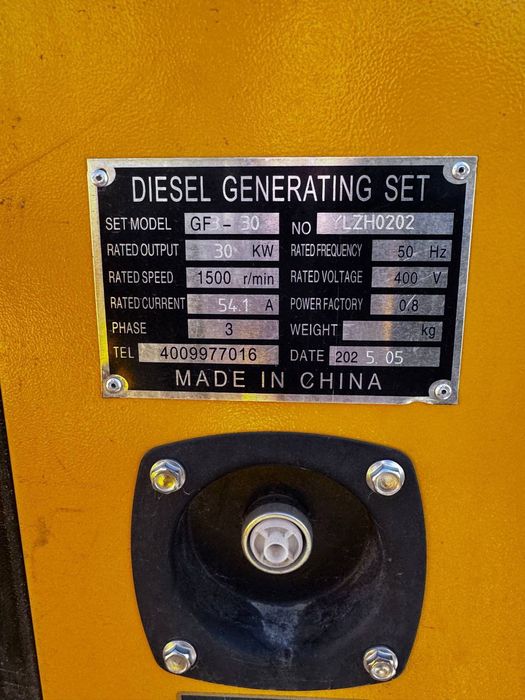 DIESEL GENERATING SET
SET MODEL GF3-30 NO YLZH0202
RATED OUTPUT 30 KW RATED FREQUENCY 50 Hz
RATED SPEED 1500 r/min RATED VOLTAGE 400 V
RATED CURRENT 54.1 A POWER FACTORY 0.8
PHASE 3 WEIGHT kg
TEL 4009977016 DATE 2025.05
MADE IN CHINA